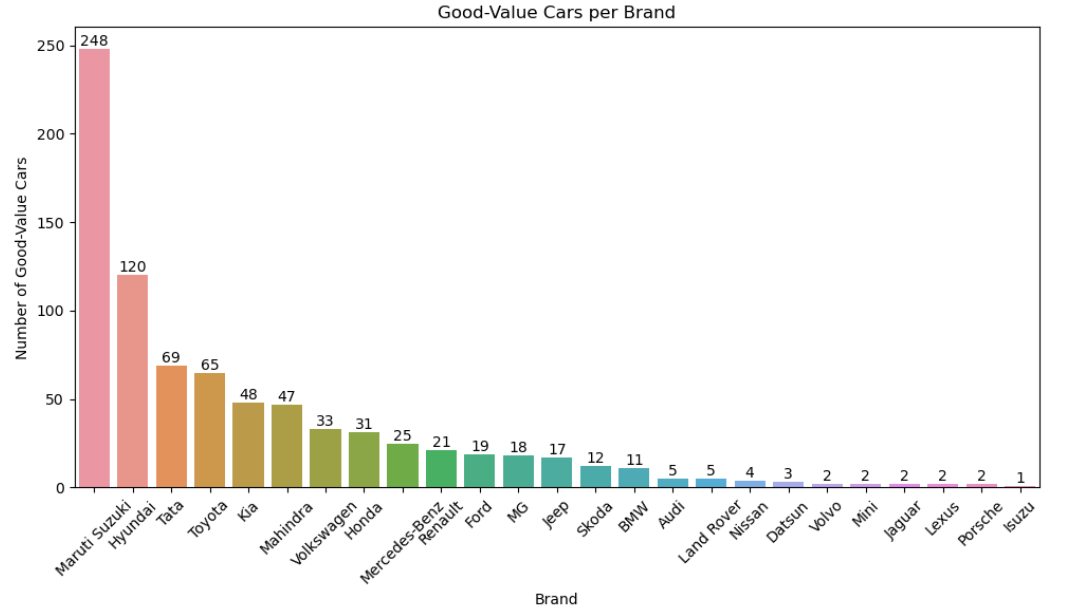 Good-Value Cars per Brand
Number of Good-Value Cars
250
200
150
100
50
0
248
120
69
65
48
47
33
31
25
21
19
18
17
12
11
5
5
4
3
2
2
2
2
2
1
Maruti Suzuki
Hyundai
Tata
Toyota
Kia
Mahindra
Volkswagen
Honda
Mercedes-Benz
Renault
Ford
MG
Jeep
Skoda
BMW
Audi
Land Rover
Nissan
Datsun
Volvo
Mini
Jaguar
Lexus
Porsche
Isuzu
Brand